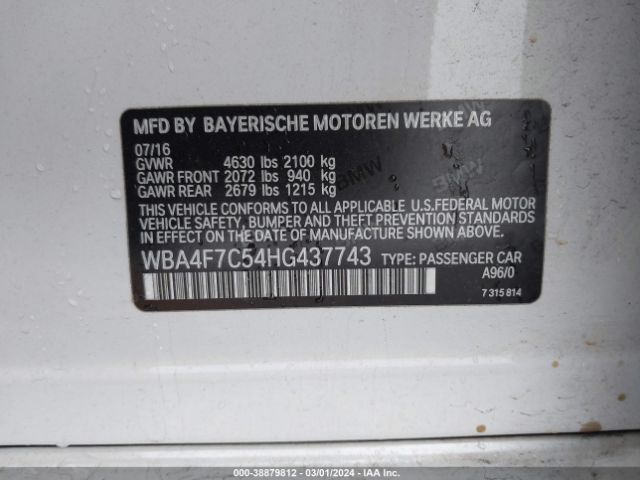 MFD BY BAYERISCHE MOTOREN WERKE AG
07/16
GVWR 4630 lbs 2100 kg
GAWR FRONT 2072 lbs 940 kg
GAWR REAR 2679 lbs 1215 kg
THIS VEHICLE CONFORMS TO ALL APPLICABLE U.S.FEDERAL MOTOR
VEHICLE SAFETY, BUMPER AND THEFT PREVENTION STANDARDS
IN EFFECT ON THE DATE OF MANUFACTURE SHOWN ABOVE.
WBA4F7C54HG437743 TYPE: PASSENGER CAR
A96/0
7 315 814
BMW
BMW
000-38879812 - 03/01/2024 - IAA Inc.